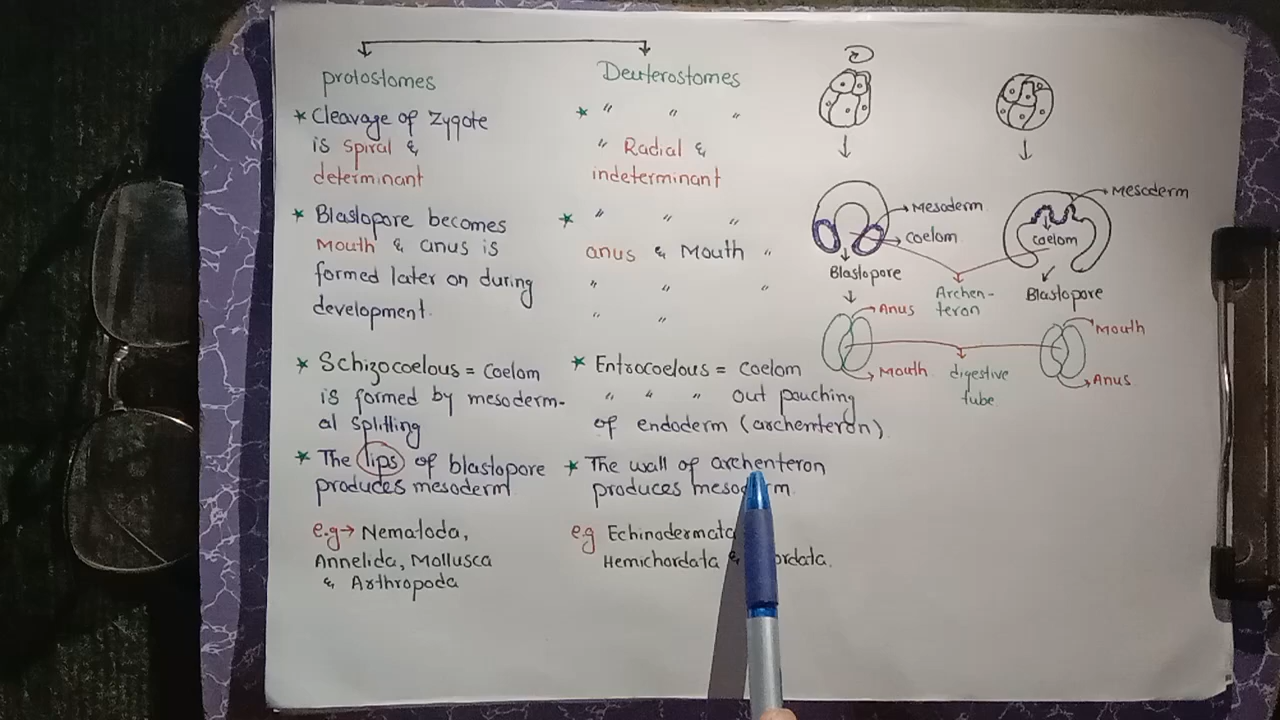 protostomes
* Cleavage of Zygote
is Spiral &
determinant
* Blastopore becomes
Mouth & anus is
formed later on during
development.
* Schizocoelous = Coelom
is formed by mesoderm-
al splitting
* The lips of blastopore
produces mesoderm
e.g → Nematoda,
Annelida, Mollusca
& Arthropoda
Deuterostomes
* " " "
" Radial &
indeterminant
* " " "
anus & Mouth "
" " "
" "
* Entrocoelous = Coelom
" " " out pouching
of endoderm (archenteron).
* The wall of archenteron
produces mesoderm.
e.g Echinodermata
Hemichordata &
Mesoderm
Coelom
Blastopore
Anus
Mouth
Archen-
teron
digestive
tube
Mesoderm
Coelom
Blastopore
Mouth
Anus